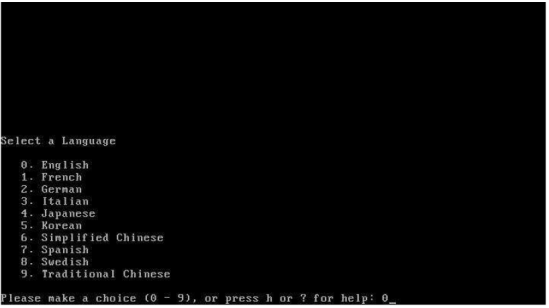 Select a Language
0. English
1. French
2. German
3. Italian
4. Japanese
5. Korean
6. Simplified Chinese
7. Spanish
8. Swedish
9. Traditional Chinese
Please make a choice (0 - 9), or press h or ? for help: 0_